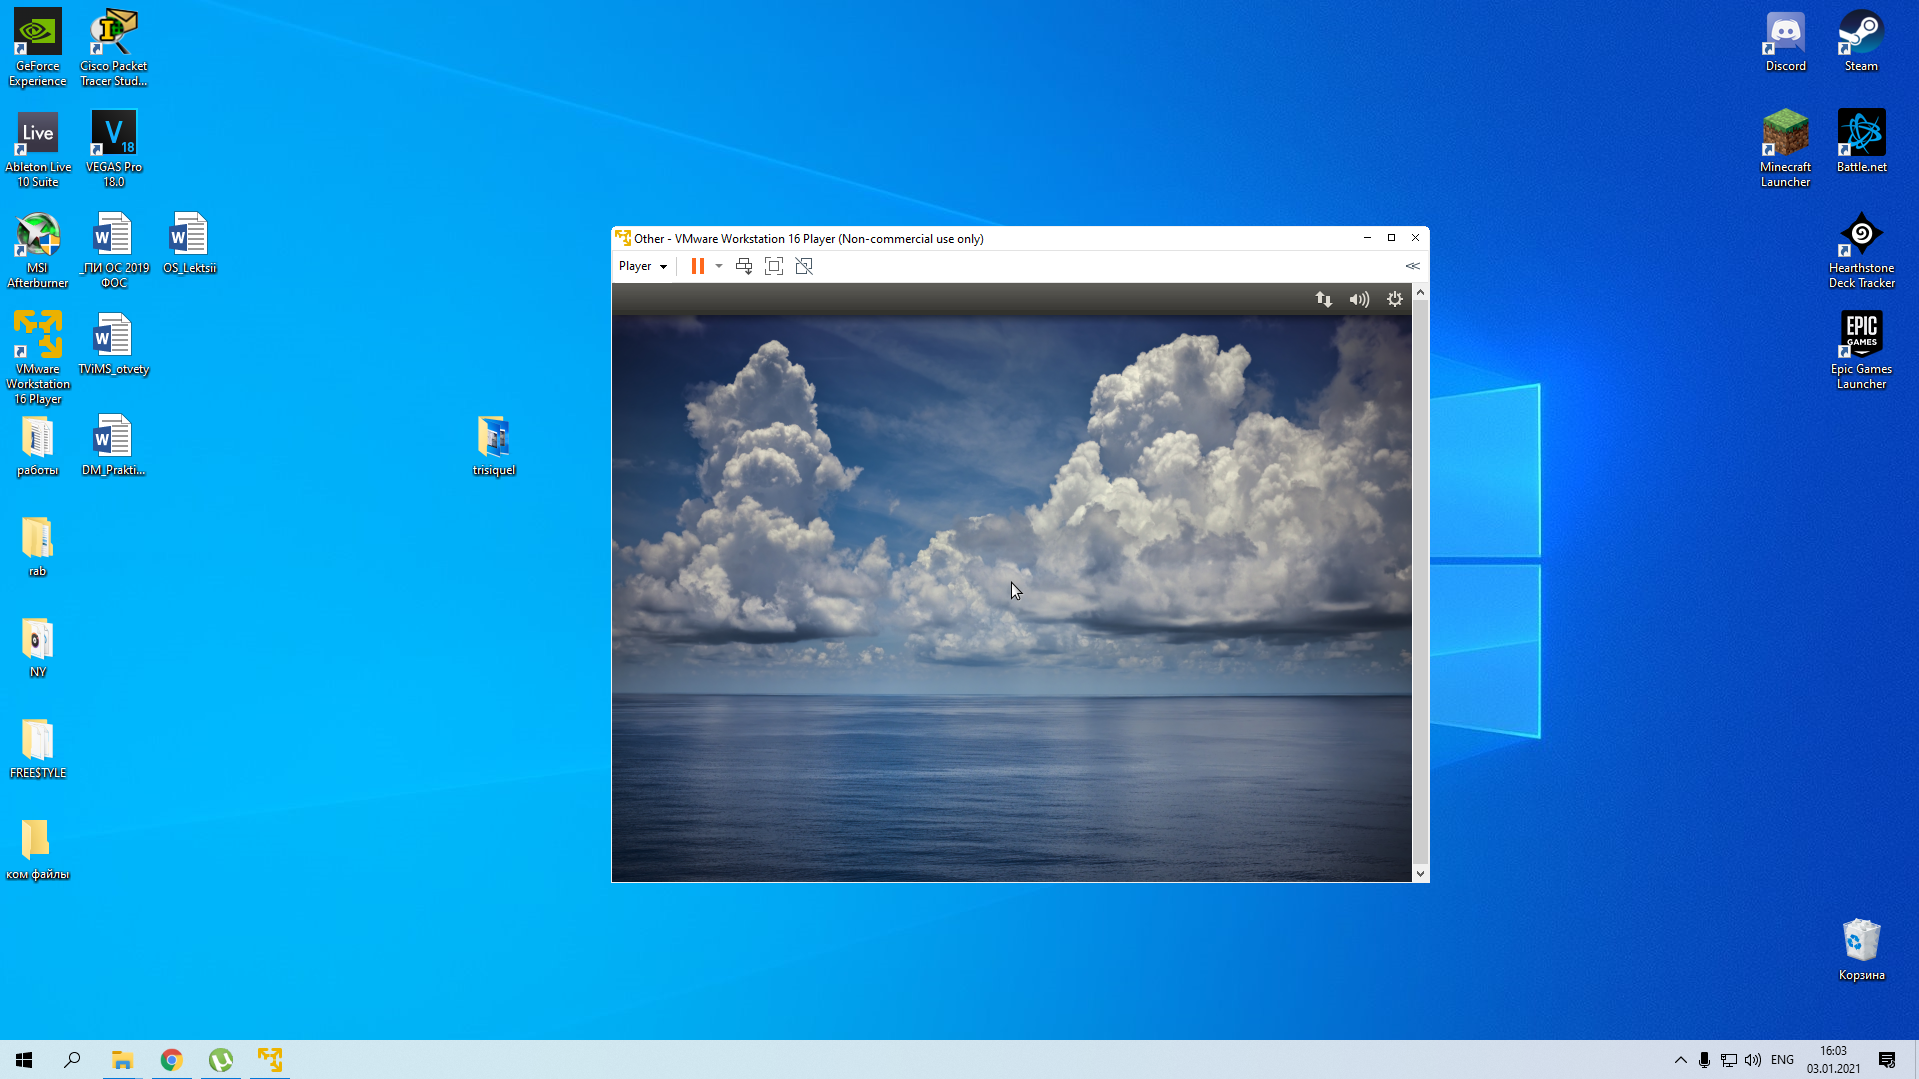 GeForce
Experience
Cisco Packet
Tracer Stud...
Live
Ableton Live
10 Suite
V
18
VEGAS Pro
18.0
MSI
Afterburner
_ПИ ОС 2019
ФОС
OS_Lektsii
VMware
Workstation
16 Player
TViMS_otvety
работы
DM_Prakti...
rab
NY
FREE$TYLE
ком файлы
trisiquel
Other - VMware Workstation 16 Player (Non-commercial use only)
Player
Discord
Steam
Minecraft
Launcher
Battle.net
Hearthstone
Deck Tracker
EPIC
GAMES
Epic Games
Launcher
Корзина
ENG
16:03
03.01.2021